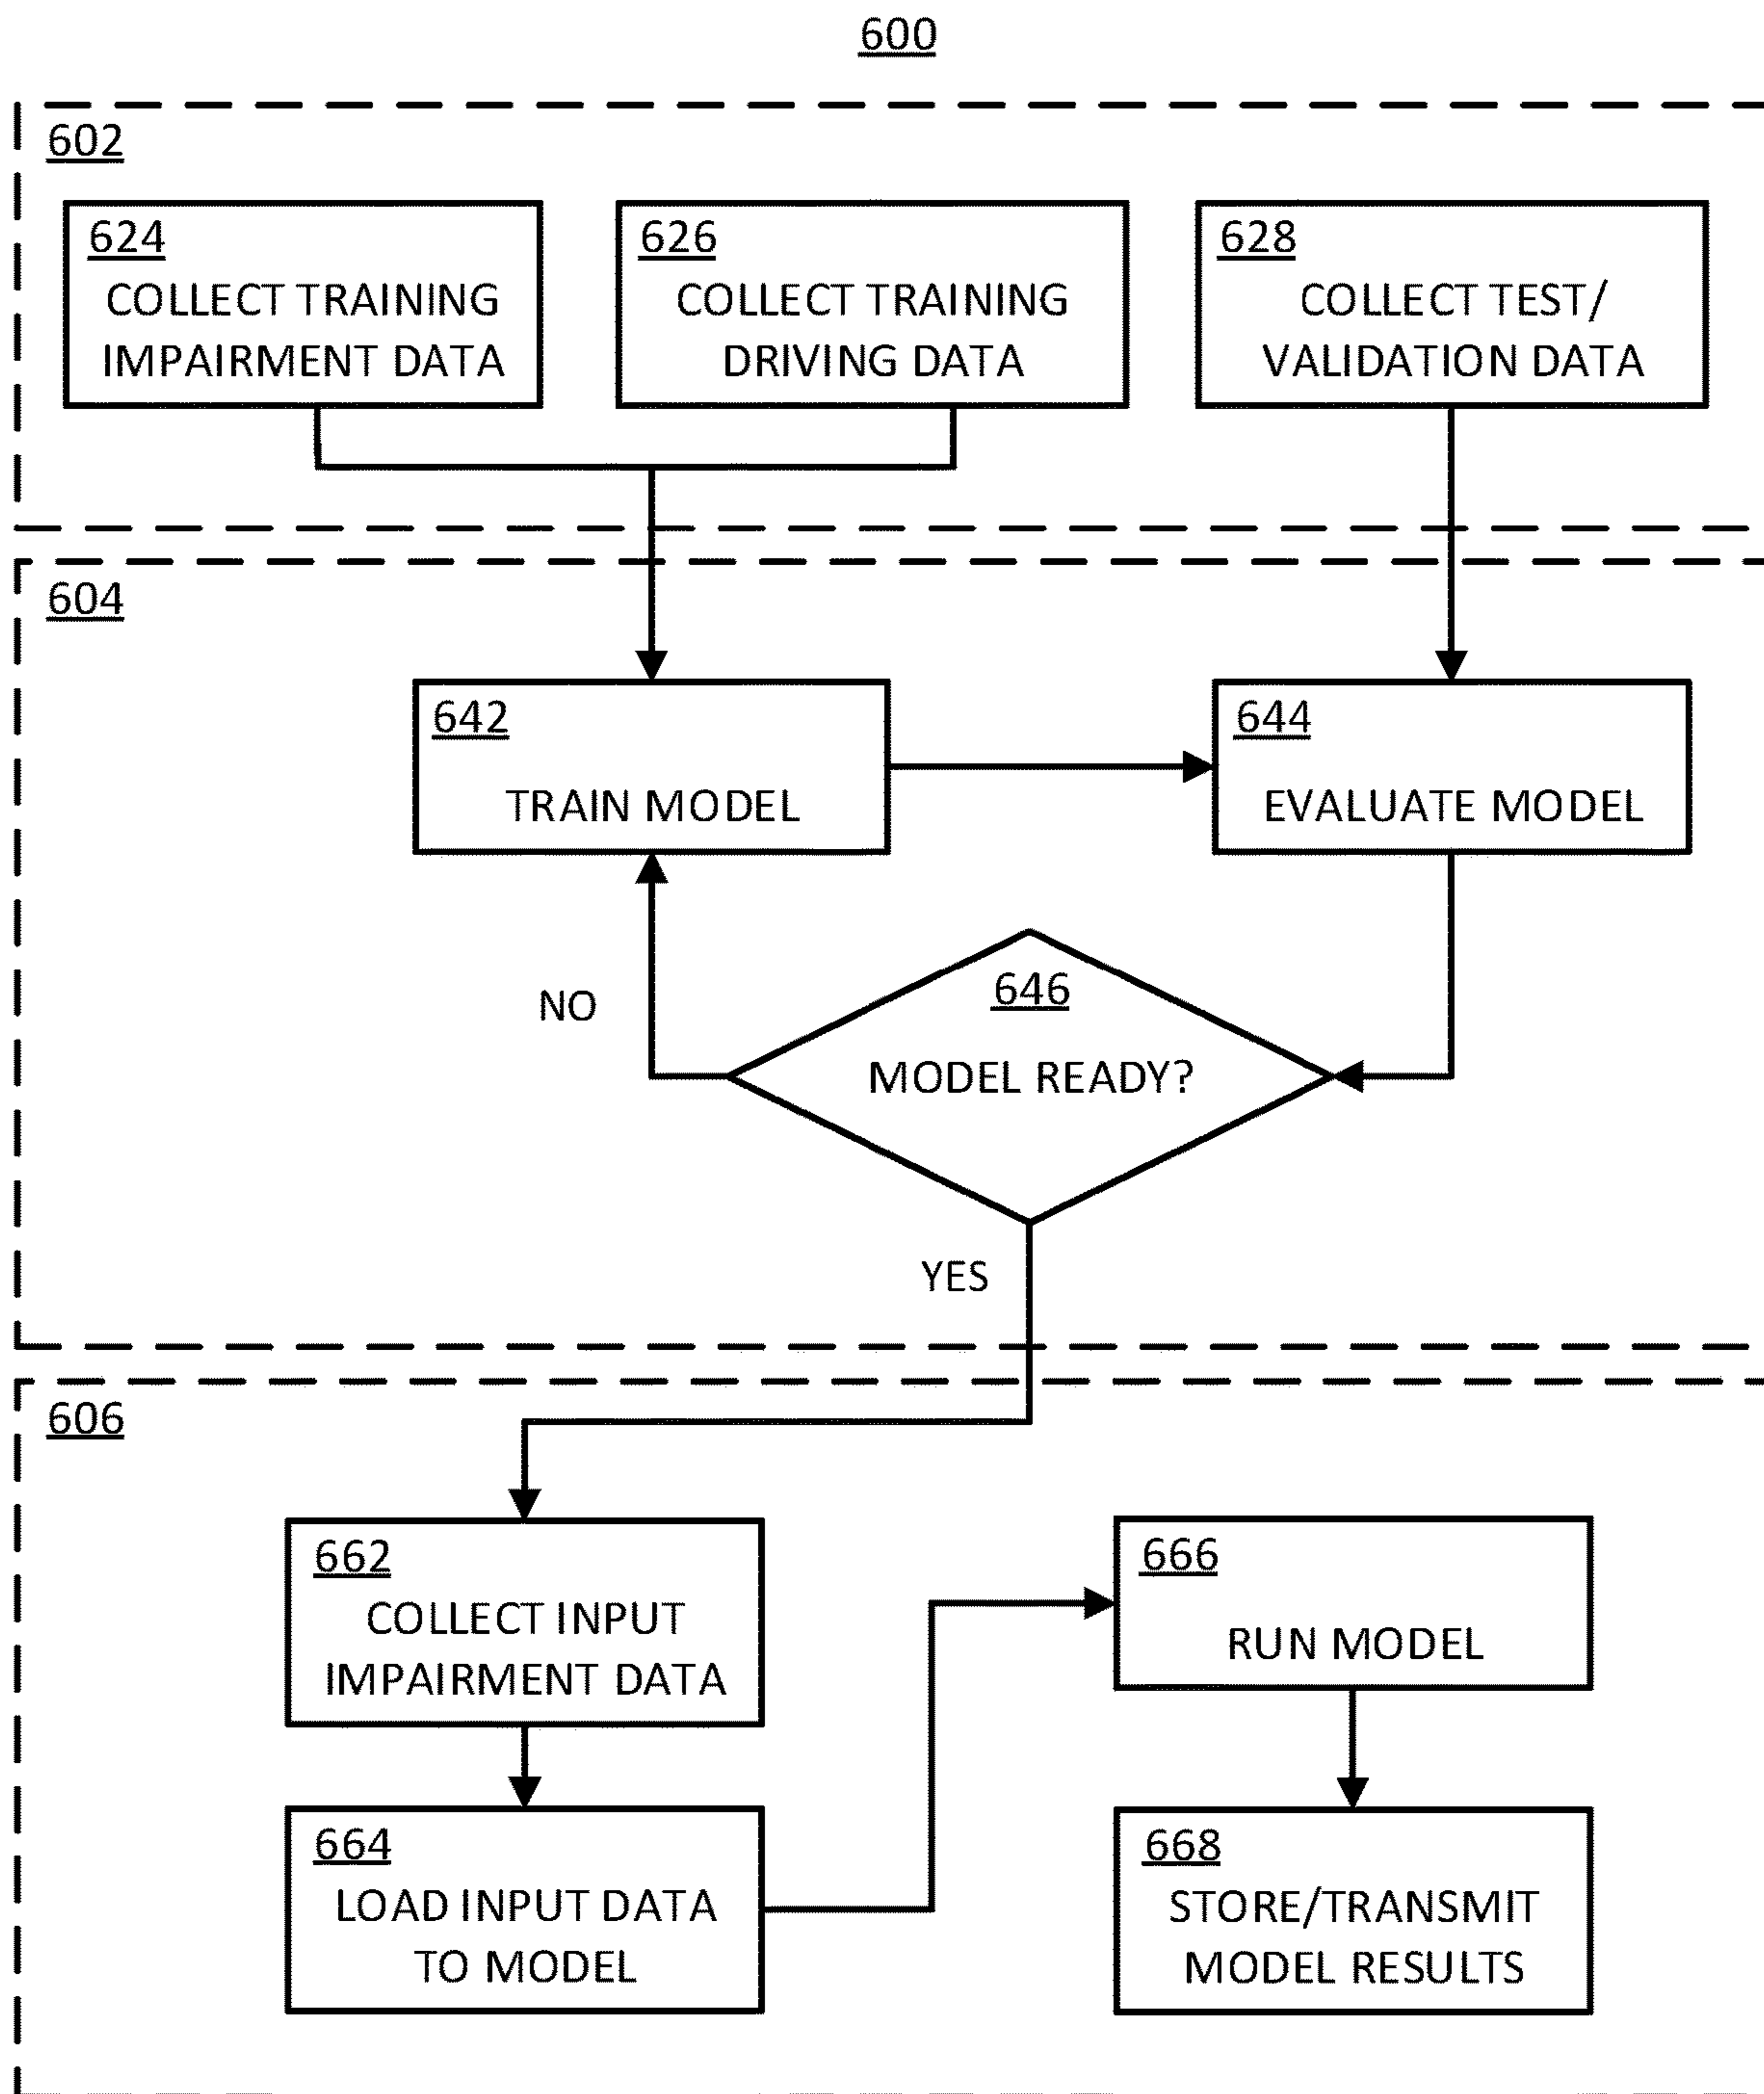 600
602
624
COLLECT TRAINING
IMPAIRMENT DATA
626
COLLECT TRAINING
DRIVING DATA
628
COLLECT TEST/
VALIDATION DATA
604
642
TRAIN MODEL
644
EVALUATE MODEL
646
MODEL READY?
NO
YES
606
662
COLLECT INPUT
IMPAIRMENT DATA
664
LOAD INPUT DATA
TO MODEL
666
RUN MODEL
668
STORE/TRANSMIT
MODEL RESULTS